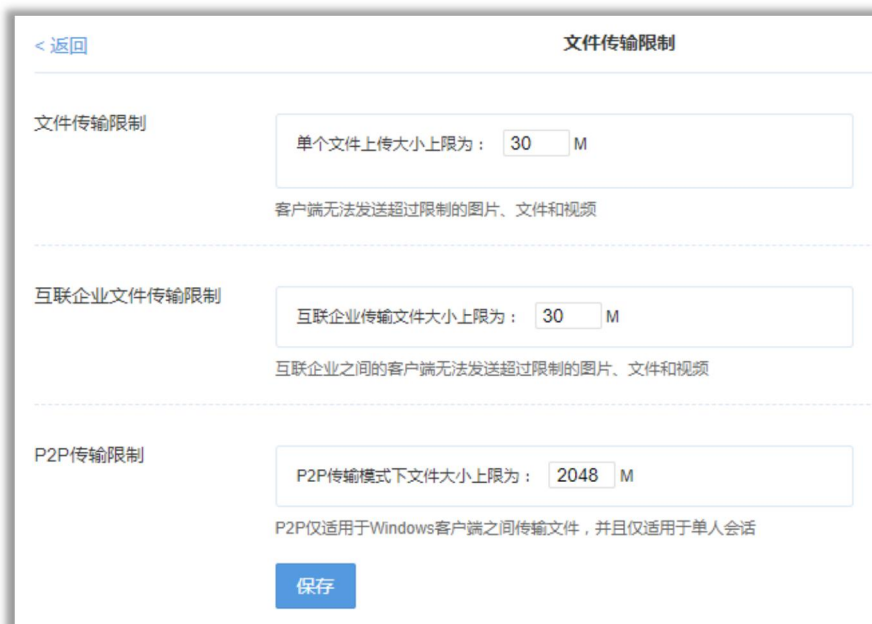 < 返回
文件传输限制
文件传输限制
单个文件上传大小上限为： 30 M
客户端无法发送超过限制的图片、文件和视频
互联企业文件传输限制
互联企业传输文件大小上限为： 30 M
互联企业之间的客户端无法发送超过限制的图片、文件和视频
P2P传输限制
P2P传输模式下文件大小上限为： 2048 M
P2P仅适用于Windows客户端之间传输文件，并且仅适用于单人会话
保存